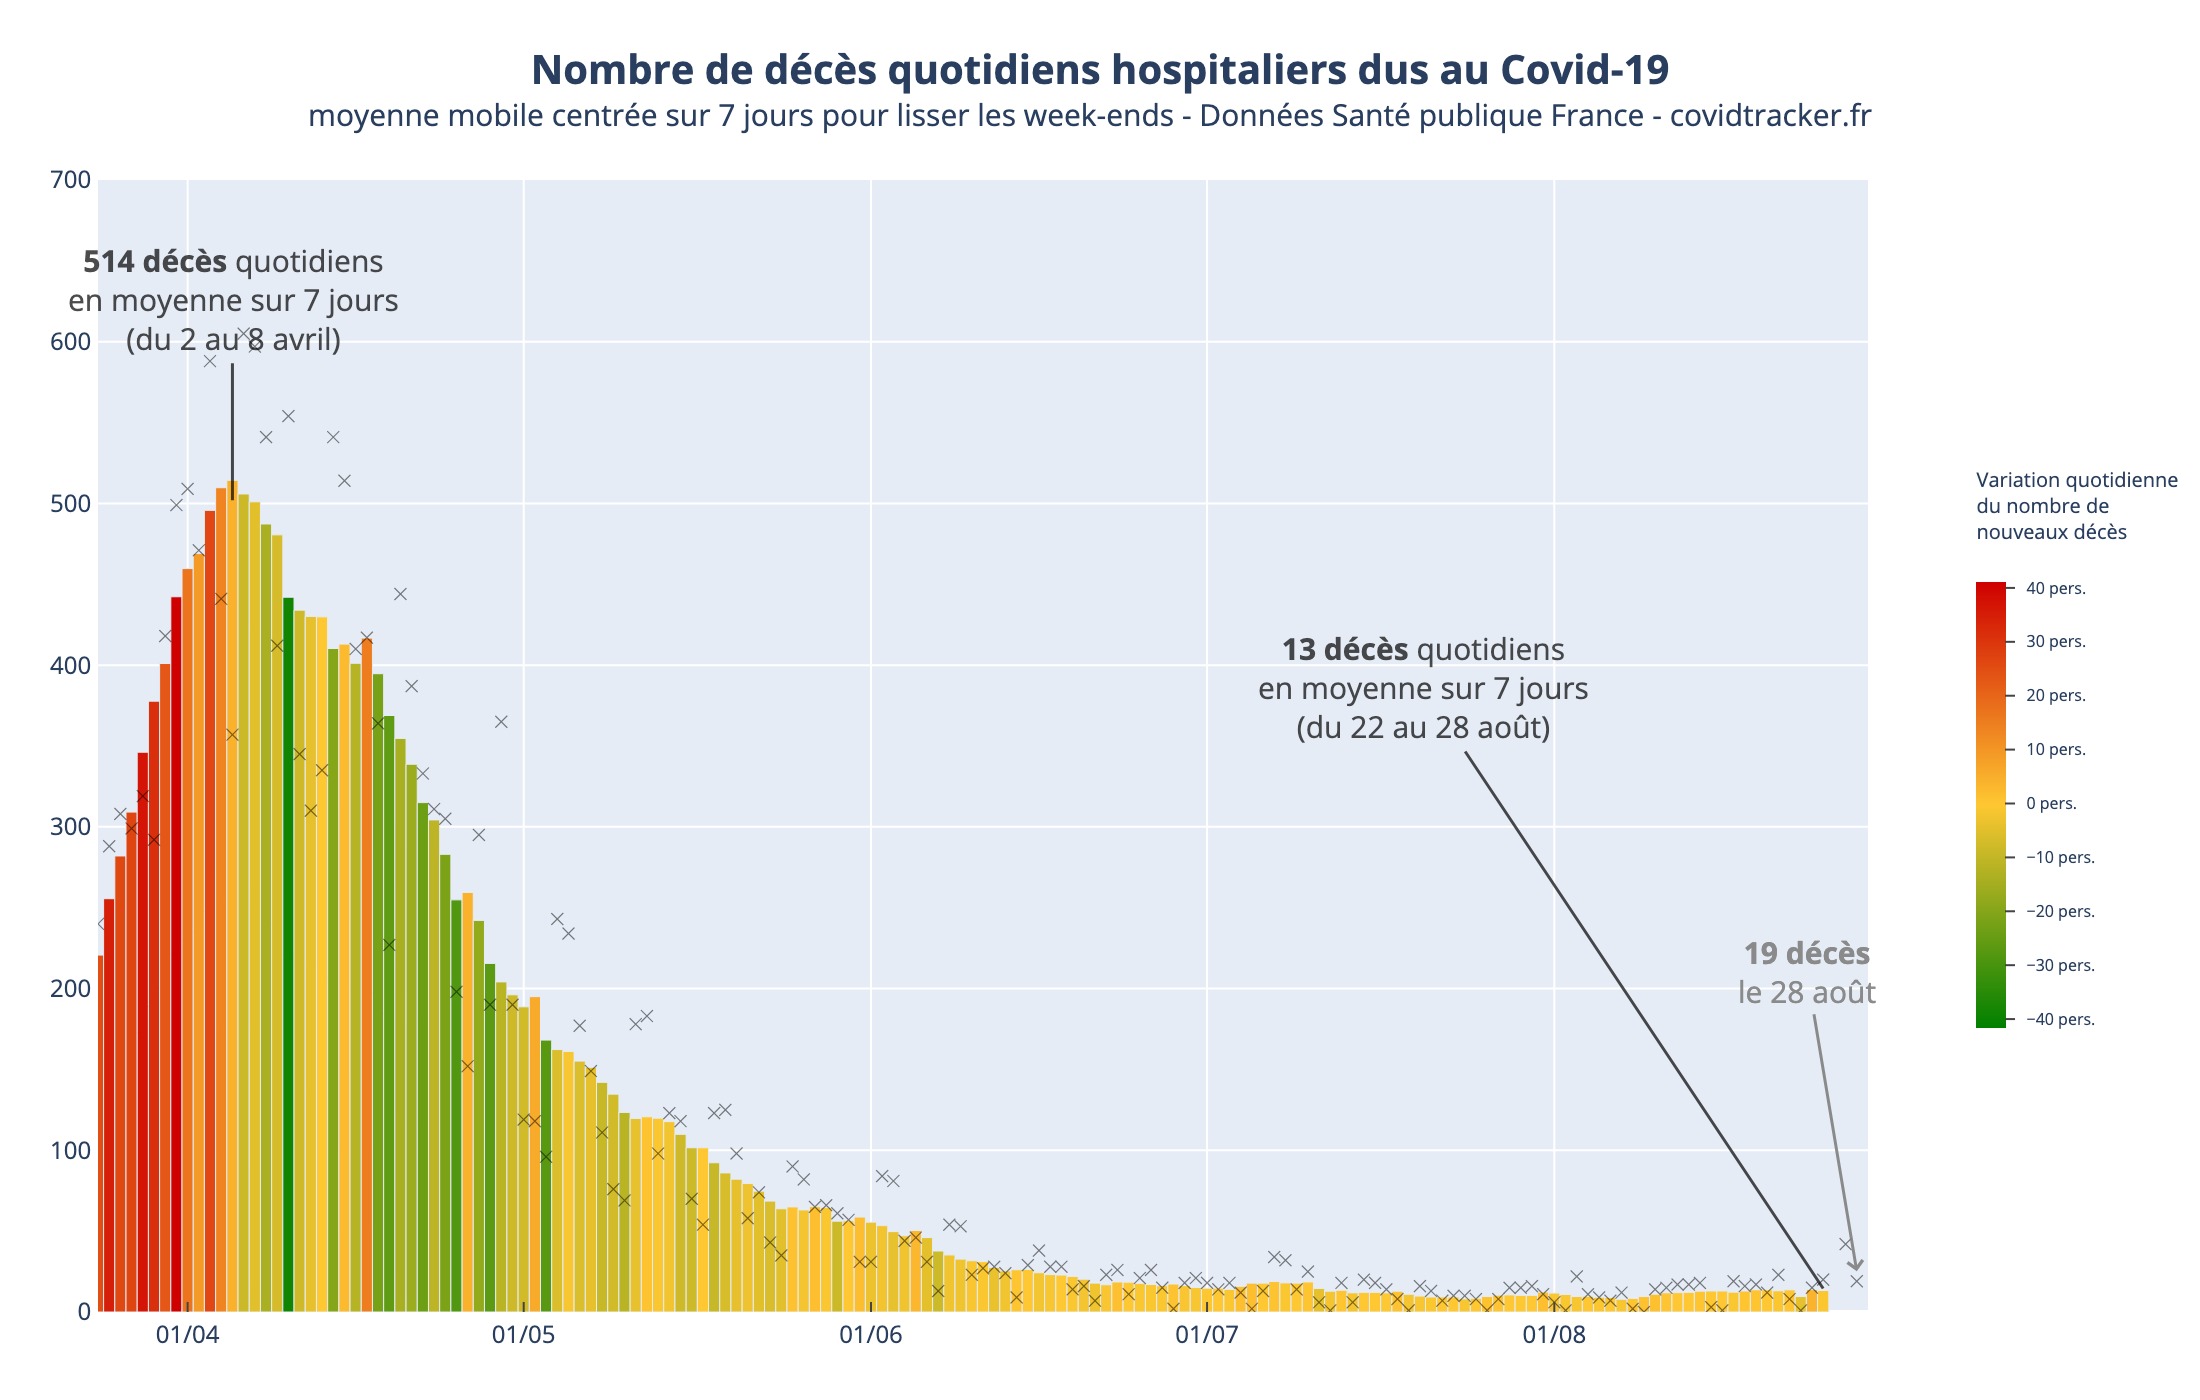 Nombre de décès quotidiens hospitaliers dus au Covid-19
moyenne mobile centrée sur 7 jours pour lisser les week-ends - Données Santé publique France - covidtracker.fr
700
600
500
400
300
200
100
0
514 décès quotidiens
en moyenne sur 7 jours
(du 2 au 8 avril)
13 décès quotidiens
en moyenne sur 7 jours
(du 22 au 28 août)
19 décès
le 28 août
01/04
01/05
01/06
01/07
01/08
Variation quotidienne
du nombre de
nouveaux décès
40 pers.
30 pers.
20 pers.
10 pers.
0 pers.
−10 pers.
−20 pers.
−30 pers.
−40 pers.